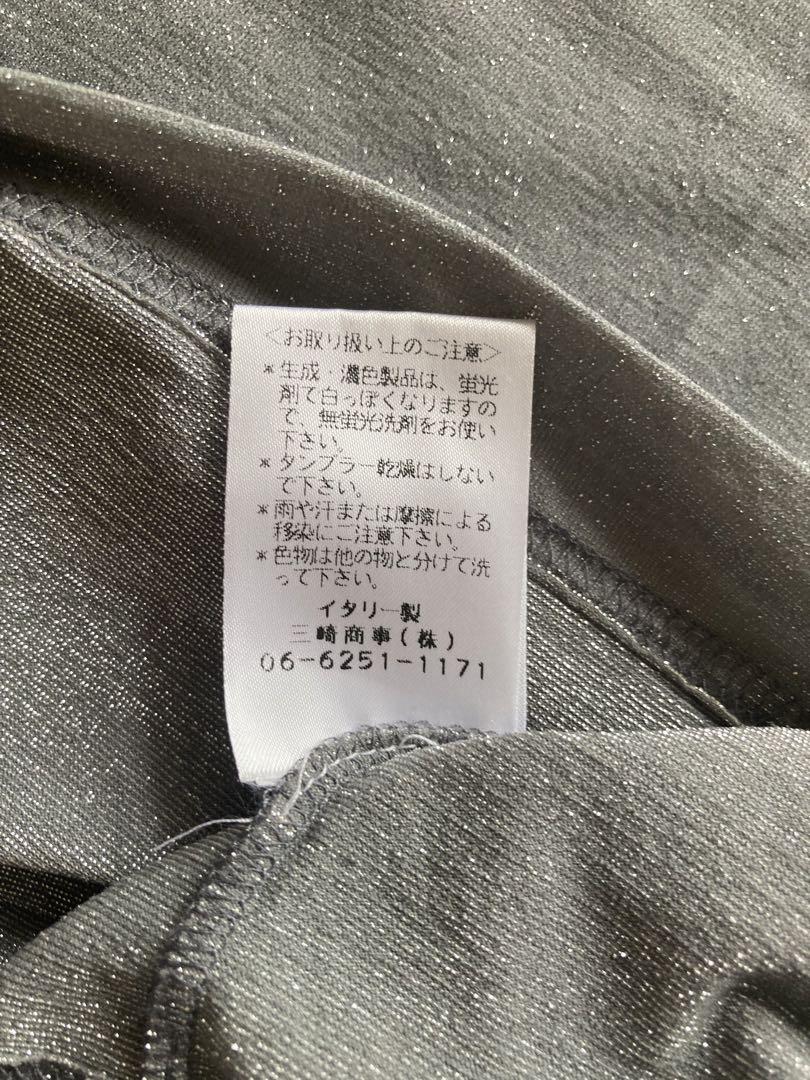 <お取り扱い上のご注意>
*生成・濃色製品は、蛍光
剤で白っぽくなりますの
で、無蛍光洗剤をお使い
下さい。
*タンブラー乾燥はしない
で下さい。
*雨や汗または摩擦による
移染にご注意下さい。
*色物は他の物と分けて洗
って下さい。
イタリー製
三崎商事(株)
06-6251-1171